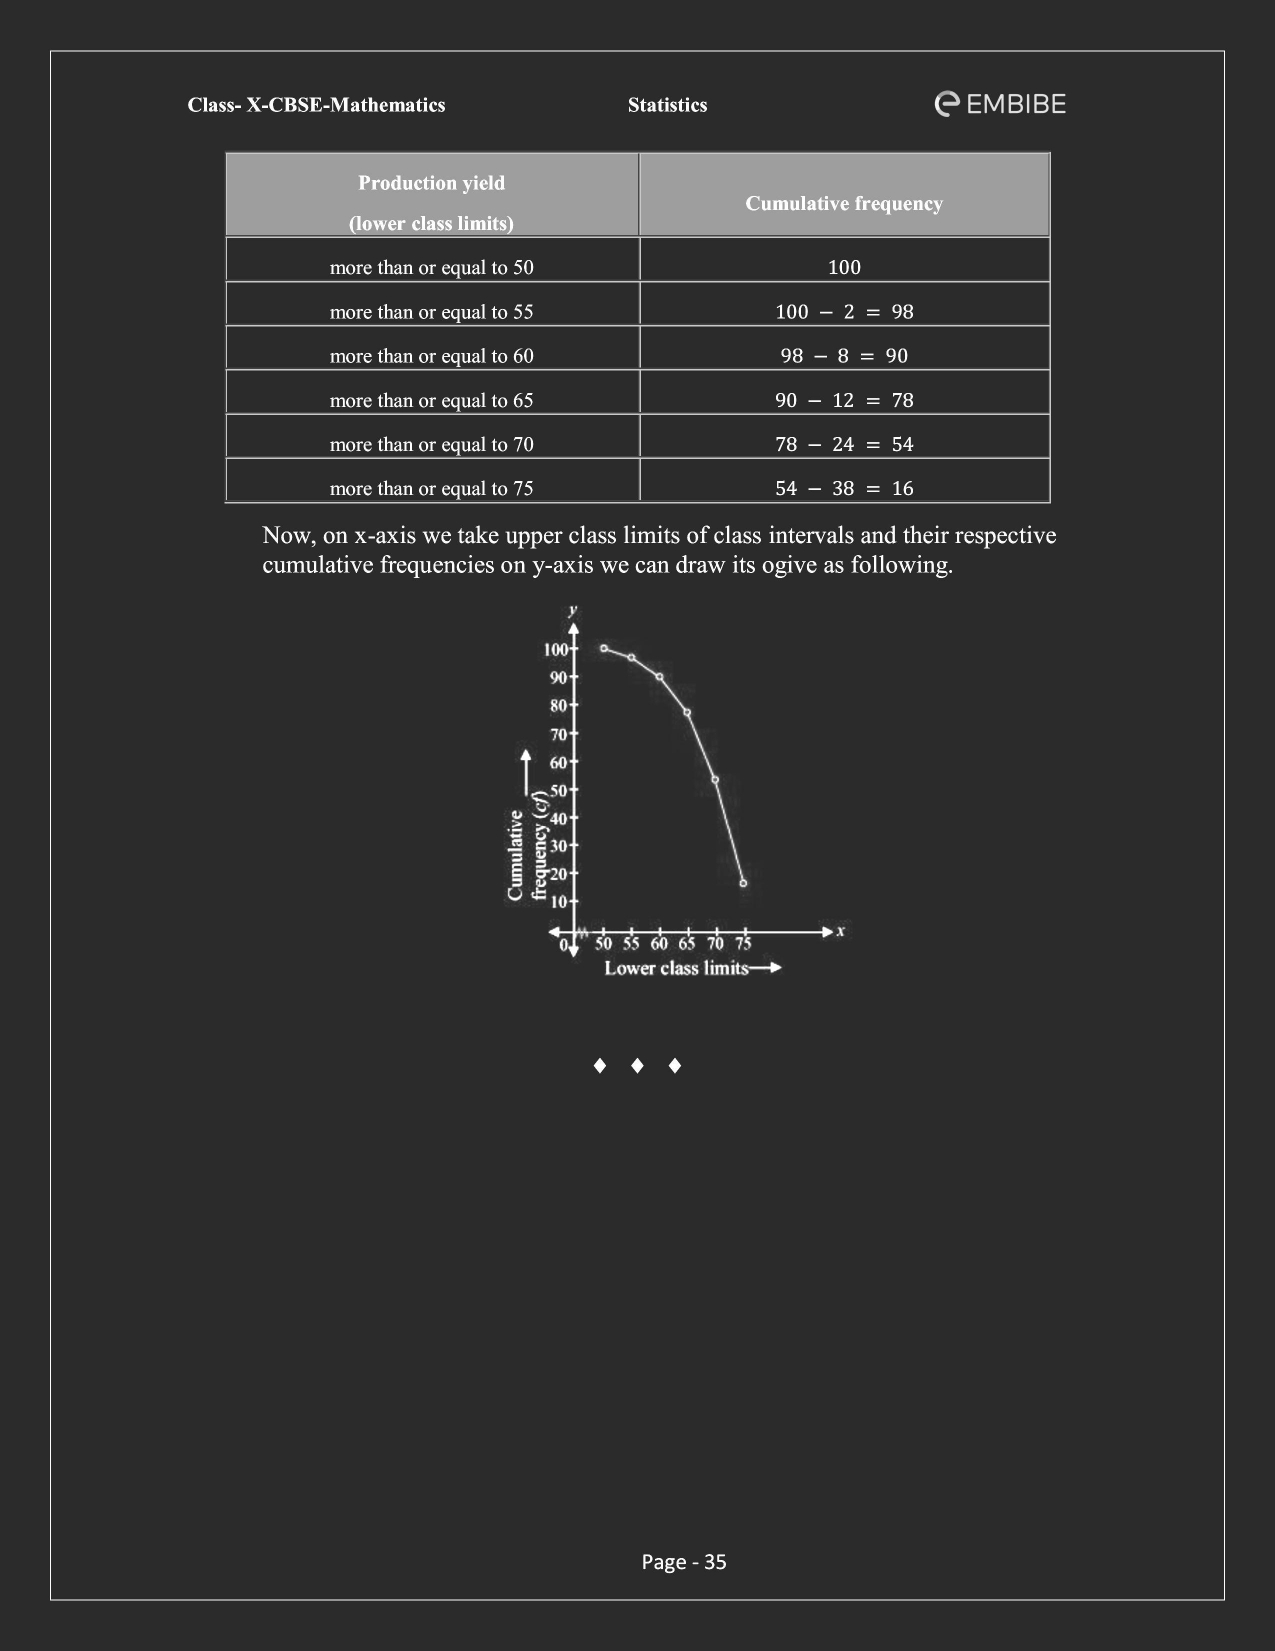 Class- X-CBSE-Mathematics Statistics EMBIBE
Production yield
(lower class limits) Cumulative frequency
more than or equal to 50 100
more than or equal to 55 100 − 2 = 98
more than or equal to 60 98 − 8 = 90
more than or equal to 65 90 − 12 = 78
more than or equal to 70 78 − 24 = 54
more than or equal to 75 54 − 38 = 16
Now, on x-axis we take upper class limits of class intervals and their respective
cumulative frequencies on y-axis we can draw its ogive as following.
y
100
90
80
70
60
50
40
30
20
10
Cumulative
frequency (cf)
0 50 55 60 65 70 75 x
Lower class limits
♦ ♦ ♦
Page - 35